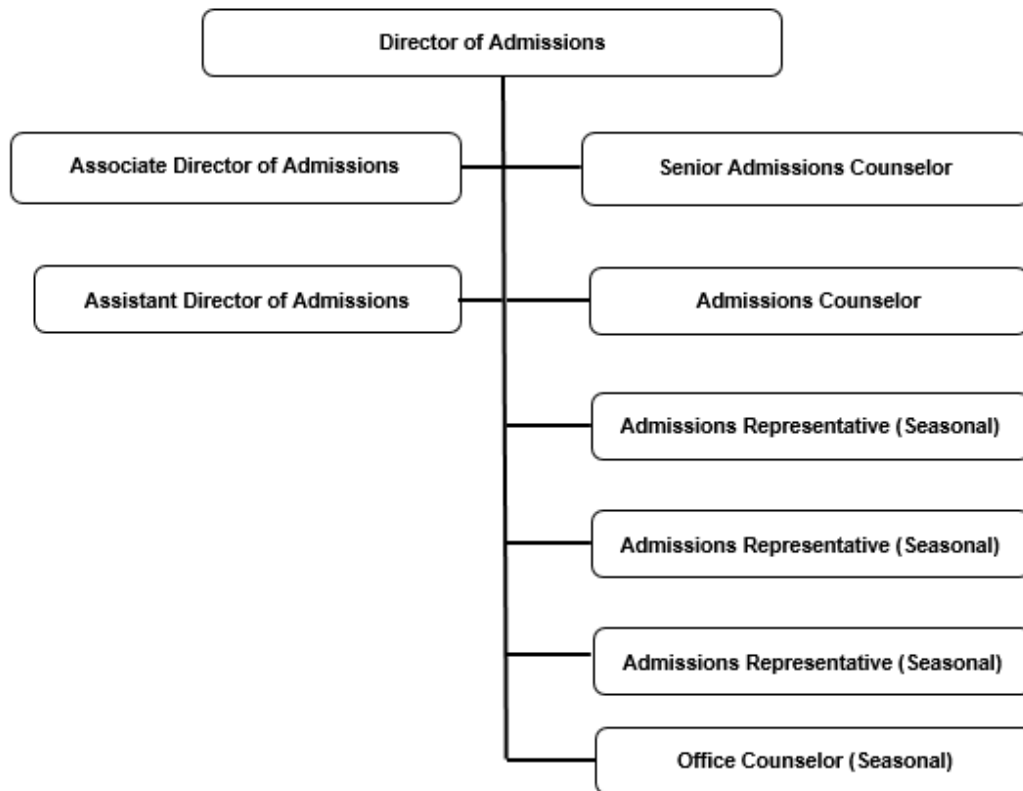 Director of Admissions
Associate Director of Admissions
Senior Admissions Counselor
Assistant Director of Admissions
Admissions Counselor
Admissions Representative (Seasonal)
Admissions Representative (Seasonal)
Admissions Representative (Seasonal)
Office Counselor (Seasonal)